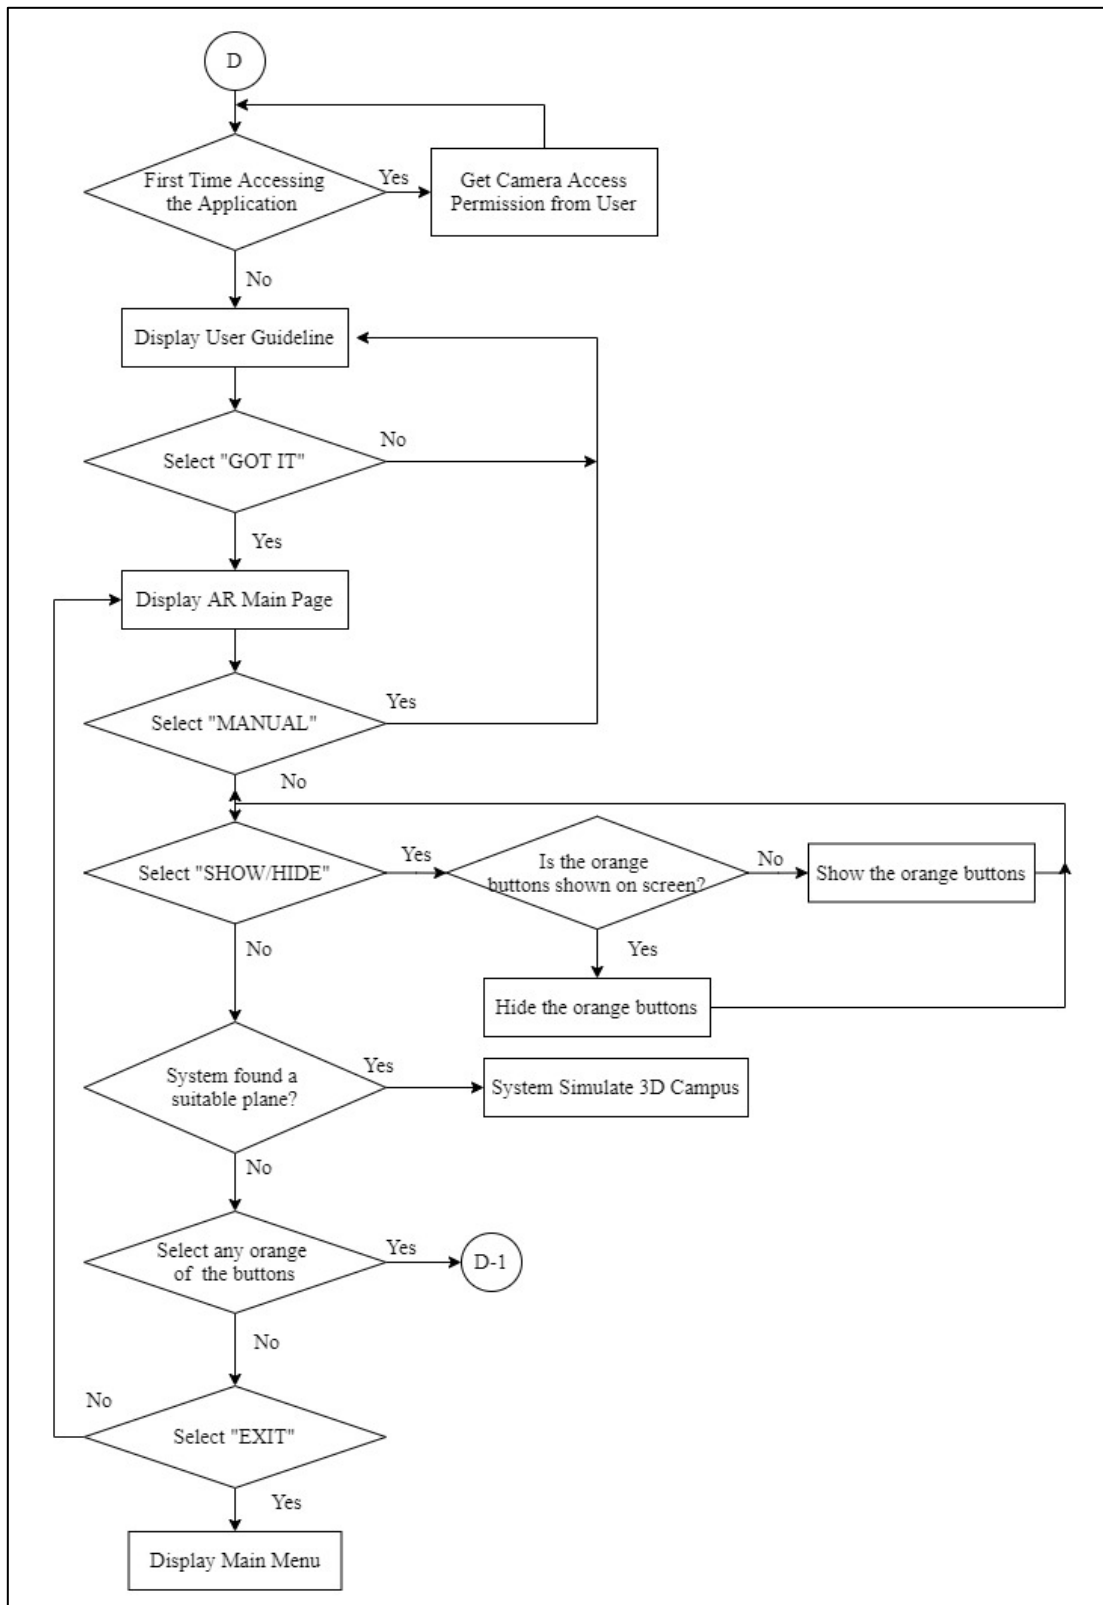 D
First Time Accessing
the Application
Yes
Get Camera Access
Permission from User
No
Display User Guideline
Select "GOT IT"
No
Yes
Display AR Main Page
Select "MANUAL"
Yes
No
Select "SHOW/HIDE"
Yes
Is the orange
buttons shown on screen?
No
Show the orange buttons
No
Yes
Hide the orange buttons
System found a
suitable plane?
Yes
System Simulate 3D Campus
No
Select any orange
of the buttons
Yes
D-1
No
No
Select "EXIT"
Yes
Display Main Menu